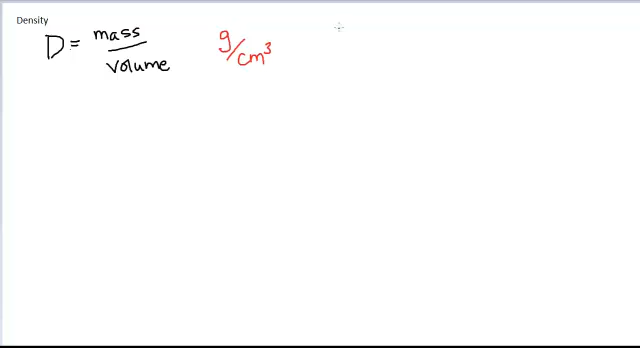 Density
D = mass / volume g/cm³